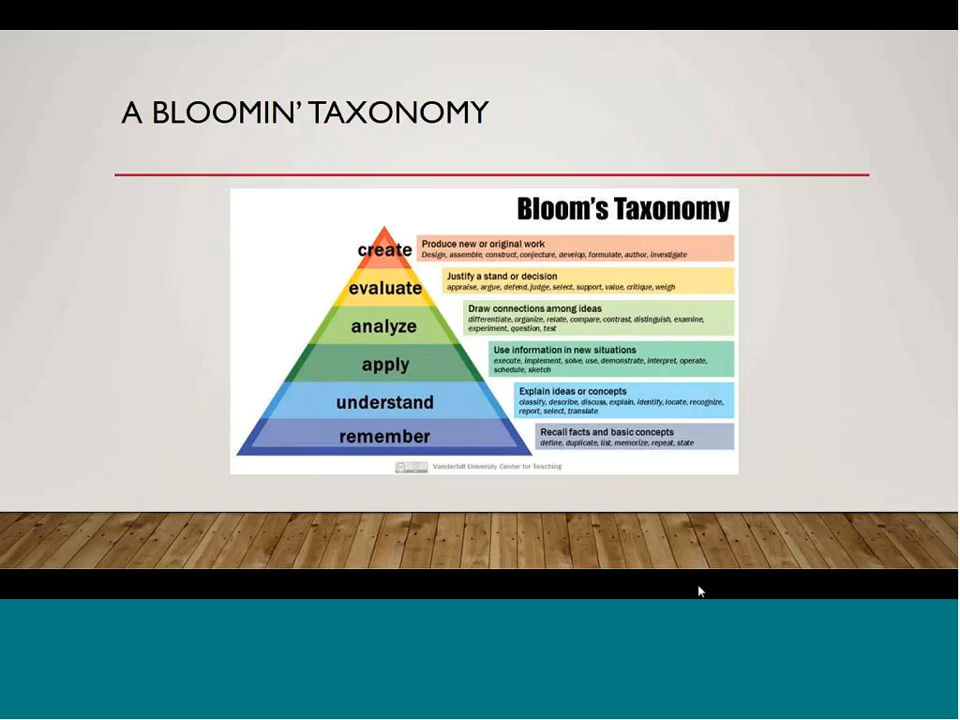 A BLOOMIN' TAXONOMY
Bloom's Taxonomy
create
Produce new or original work
Design, assemble, construct, conjecture, develop, formulate, author, investigate
evaluate
Justify a stand or decision
appraise, argue, defend, judge, select, support, value, critique, weigh
analyze
Draw connections among ideas
differentiate, organize, relate, compare, contrast, distinguish, examine,
experiment, question, test
apply
Use information in new situations
execute, implement, solve, use, demonstrate, interpret, operate,
schedule, sketch
understand
Explain ideas or concepts
classify, describe, discuss, explain, identify, locate, recognize,
report, select, translate
remember
Recall facts and basic concepts
define, duplicate, list, memorize, repeat, state
Vanderbilt University Center for Teaching